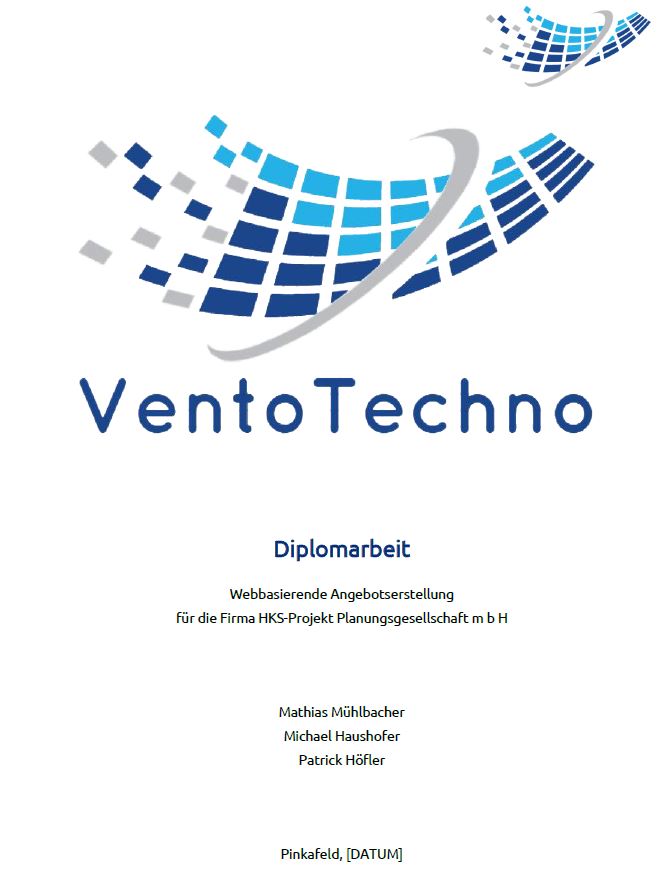 VentoTechno
Diplomarbeit
Webbasierende Angebotserstellung
für die Firma HKS-Projekt Planungsgesellschaft m b H
Mathias Mühlbacher
Michael Haushofer
Patrick Höfler
Pinkafeld, [DATUM]